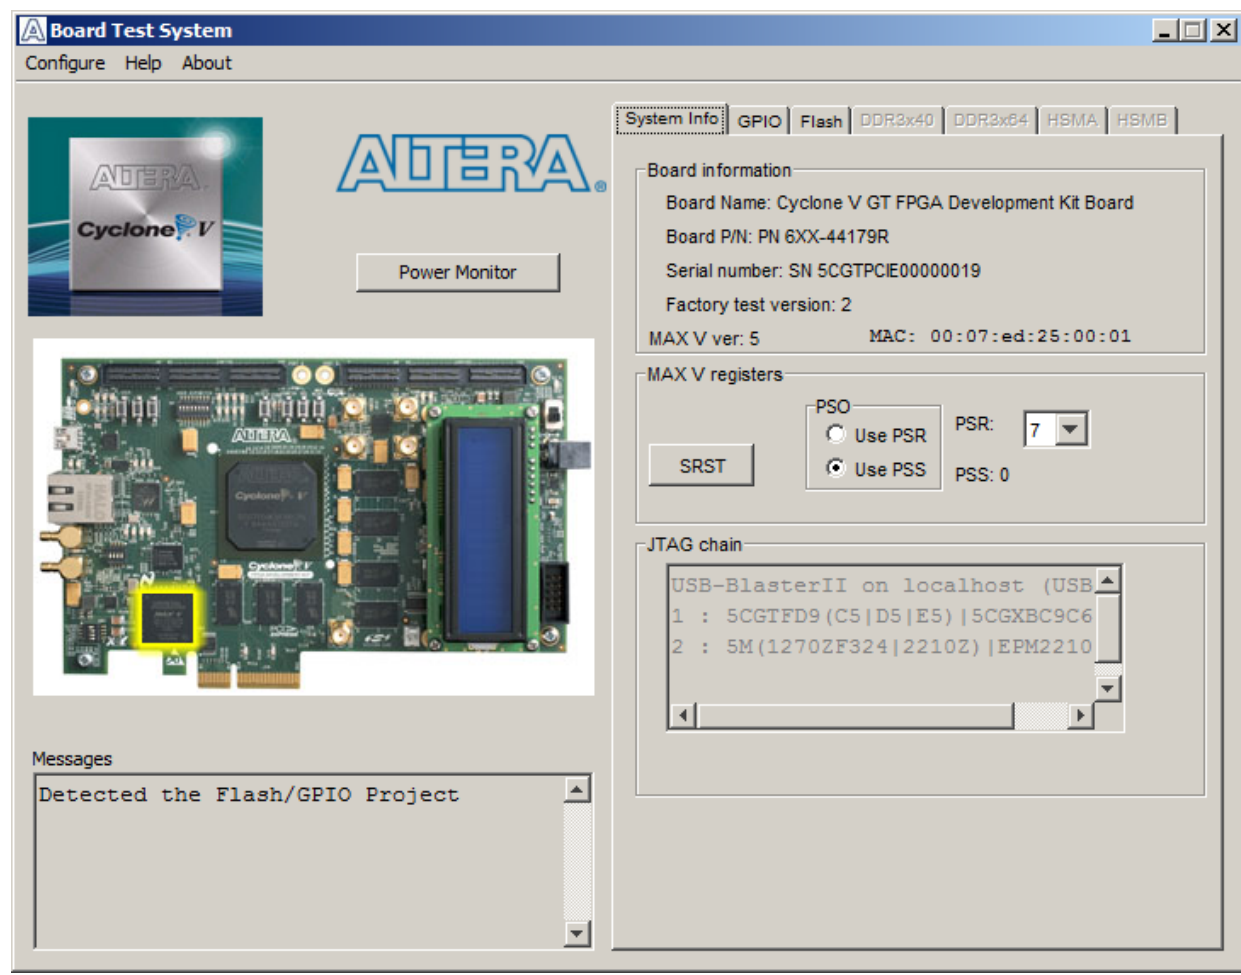 Board Test System
Configure Help About
ALTERA
Cyclone V
ALTERA
Power Monitor
ALTERA
Cyclone V
Cyclone V
Messages
Detected the Flash/GPIO Project
System Info GPIO Flash DDR3x40 DDR3x64 HSMA HSMB
Board information
Board Name: Cyclone V GT FPGA Development Kit Board
Board P/N: PN 6XX-44179R
Serial number: SN 5CGTPCIE00000019
Factory test version: 2
MAX V ver: 5 MAC: 00:07:ed:25:00:01
MAX V registers
SRST
PSO
Use PSR
Use PSS
PSR: 7
PSS: 0
JTAG chain
USB-BlasterII on localhost (USB
1 : 5CGTFD9(C5|D5|E5)|5CGXBC9C6
2 : 5M(1270ZF324|2210Z)|EPM2210